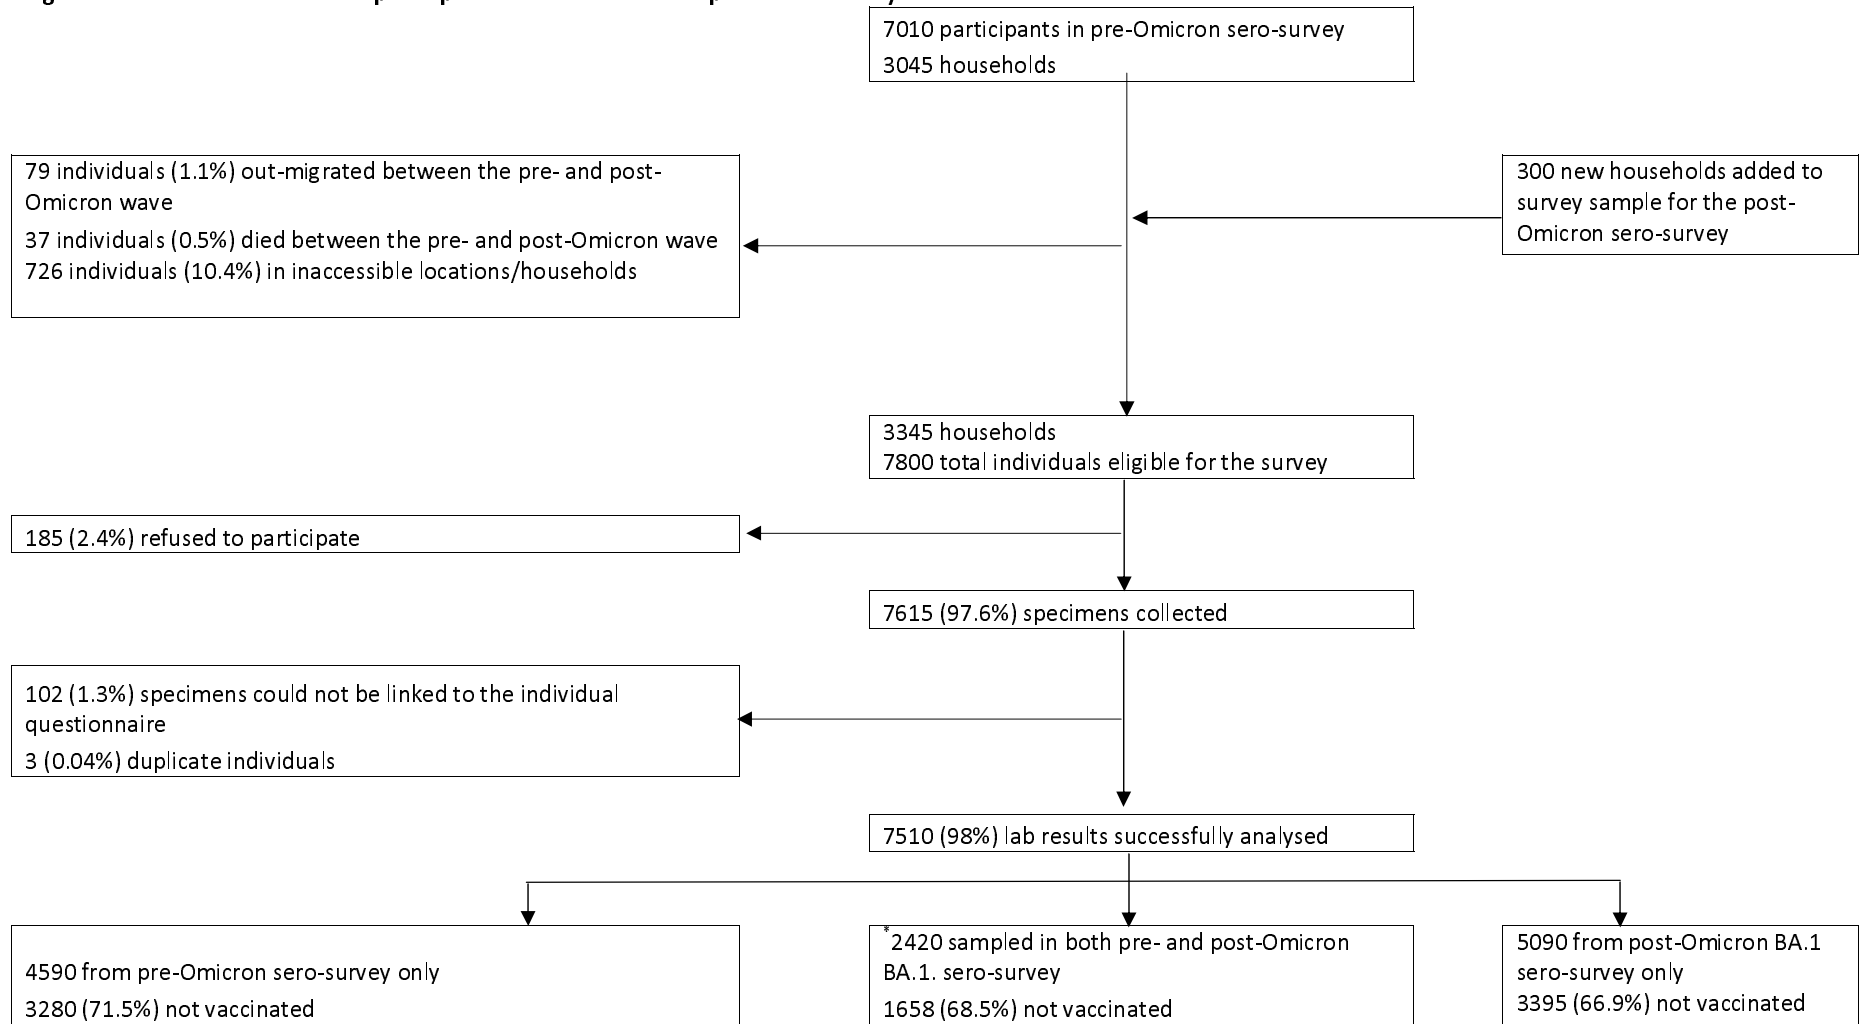 7010 participants in pre-Omicron sero-survey
3045 households
79 individuals (1.1%) out-migrated between the pre- and post-
Omicron wave
37 individuals (0.5%) died between the pre- and post-Omicron wave
726 individuals (10.4%) in inaccessible locations/households
300 new households added to
survey sample for the post-
Omicron sero-survey
3345 households
7800 total individuals eligible for the survey
185 (2.4%) refused to participate
7615 (97.6%) specimens collected
102 (1.3%) specimens could not be linked to the individual
questionnaire
3 (0.04%) duplicate individuals
7510 (98%) lab results successfully analysed
4590 from pre-Omicron sero-survey only
3280 (71.5%) not vaccinated
*2420 sampled in both pre- and post-Omicron
BA.1. sero-survey
1658 (68.5%) not vaccinated
5090 from post-Omicron BA.1
sero-survey only
3395 (66.9%) not vaccinated